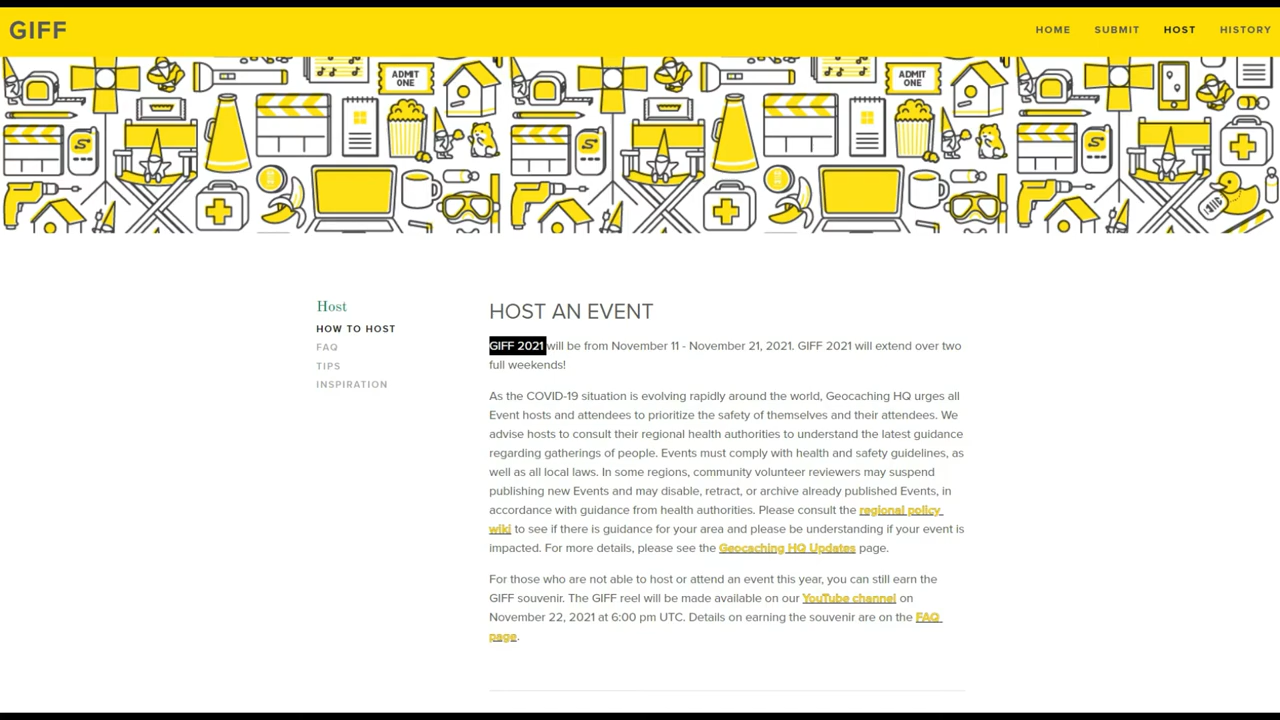 GIFF
HOME SUBMIT HOST HISTORY
ADMIT ONE
ADMIT ONE
Host
HOW TO HOST
FAQ
TIPS
INSPIRATION
HOST AN EVENT
GIFF 2021 will be from November 11 - November 21, 2021. GIFF 2021 will extend over two
full weekends!
As the COVID-19 situation is evolving rapidly around the world, Geocaching HQ urges all
Event hosts and attendees to prioritize the safety of themselves and their attendees. We
advise hosts to consult their regional health authorities to understand the latest guidance
regarding gatherings of people. Events must comply with health and safety guidelines, as
well as all local laws. In some regions, community volunteer reviewers may suspend
publishing new Events and may disable, retract, or archive already published Events, in
accordance with guidance from health authorities. Please consult the regional policy
wiki to see if there is guidance for your area and please be understanding if your event is
impacted. For more details, please see the Geocaching HQ Updates page.
For those who are not able to host or attend an event this year, you can still earn the
GIFF souvenir. The GIFF reel will be made available on our YouTube channel on
November 22, 2021 at 6:00 pm UTC. Details on earning the souvenir are on the FAQ
page.